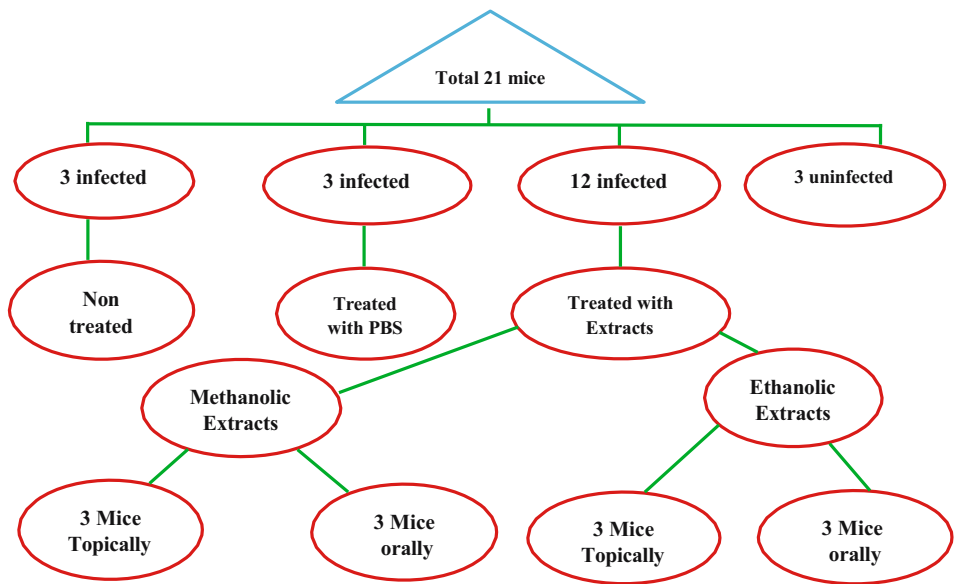 Total 21 mice
3 infected
3 infected
12 infected
3 uninfected
Non
treated
Treated
with PBS
Treated with
Extracts
Methanolic
Extracts
Ethanolic
Extracts
3 Mice
Topically
3 Mice
orally
3 Mice
Topically
3 Mice
orally